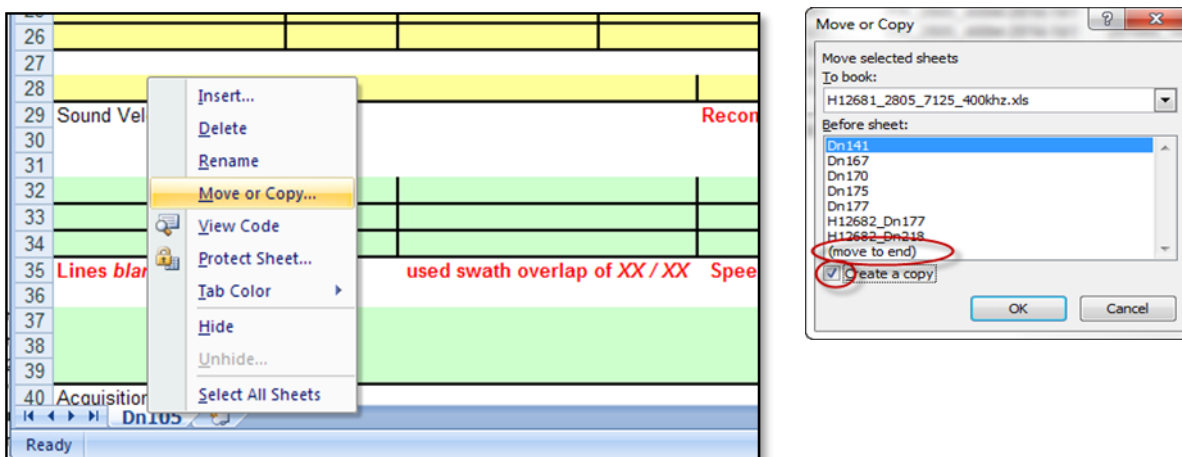 26
27
28
29 Sound Vel
Recon
30
31
32
33
34
35 Lines blan
used swath overlap of XX / XX Spee
36
37
38
39
40 Acquisition
Insert...
Delete
Rename
Move or Copy...
View Code
Protect Sheet...
Tab Color
Hide
Unhide...
Select All Sheets
Dn105
Ready
Move or Copy
Move selected sheets
To book:
H12681_2805_7125_400khz.xls
Before sheet:
Dn141
Dn167
Dn170
Dn175
Dn177
H12682_Dn177
H12682_Dn218
(move to end)
Create a copy
OK Cancel